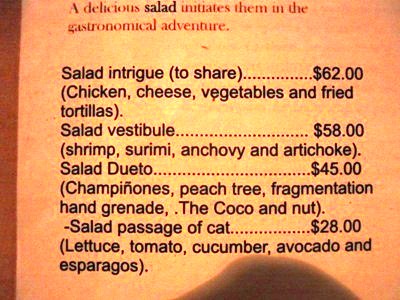 A delicious salad initiates them in the
gastronomical adventure.
Salad intrigue (to share)...............$62.00
(Chicken, cheese, vegetables and fried
tortillas).
Salad vestibule............................. $58.00
(shrimp, surimi, anchovy and artichoke).
Salad Dueto..................................$45.00
(Champiñones, peach tree, fragmentation
hand grenade, .The Coco and nut).
-Salad passage of cat.................$28.00
(Lettuce, tomato, cucumber, avocado and
esparagos).